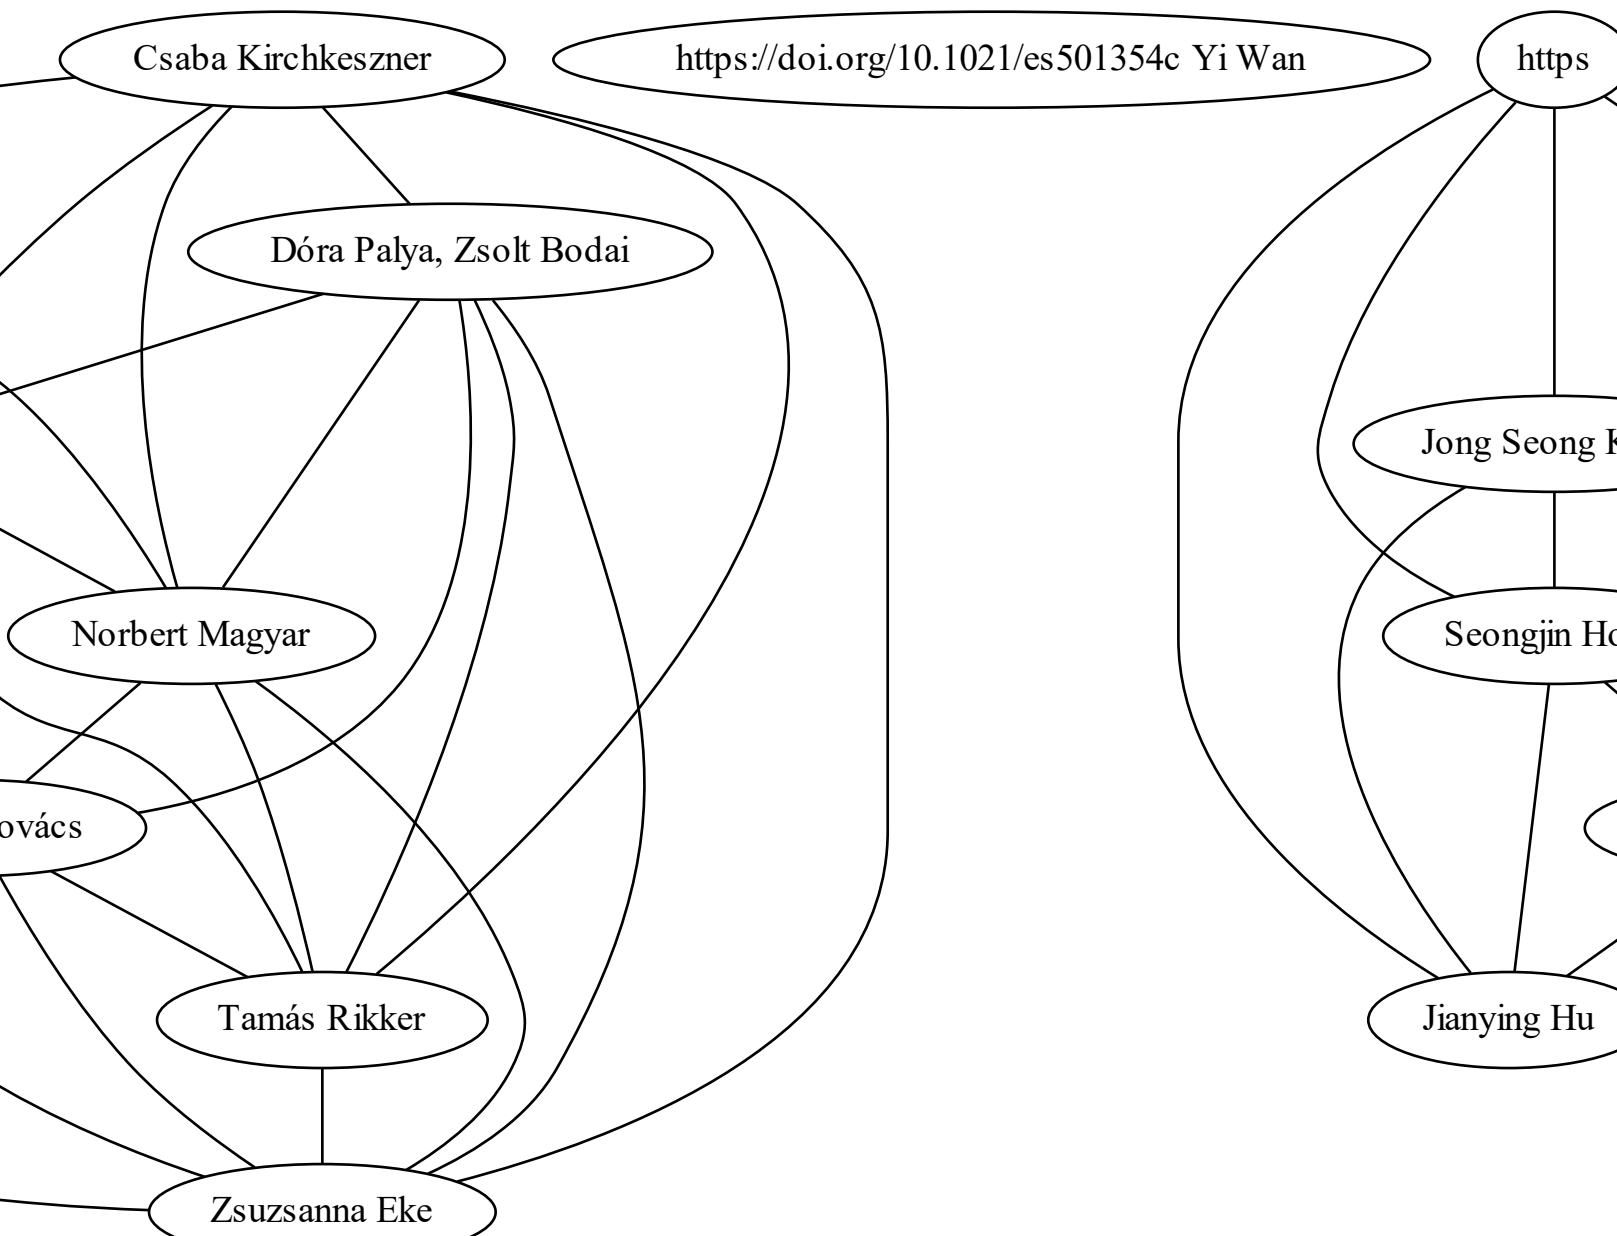 Csaba Kirchkeszner
https://doi.org/10.1021/es501354c Yi Wan
https
Dóra Palya, Zsolt Bodai
Jong Seong
Norbert Magyar
Seongjin
ovács
Tamás Rikker
Jianying Hu
Zsuzsanna Eke